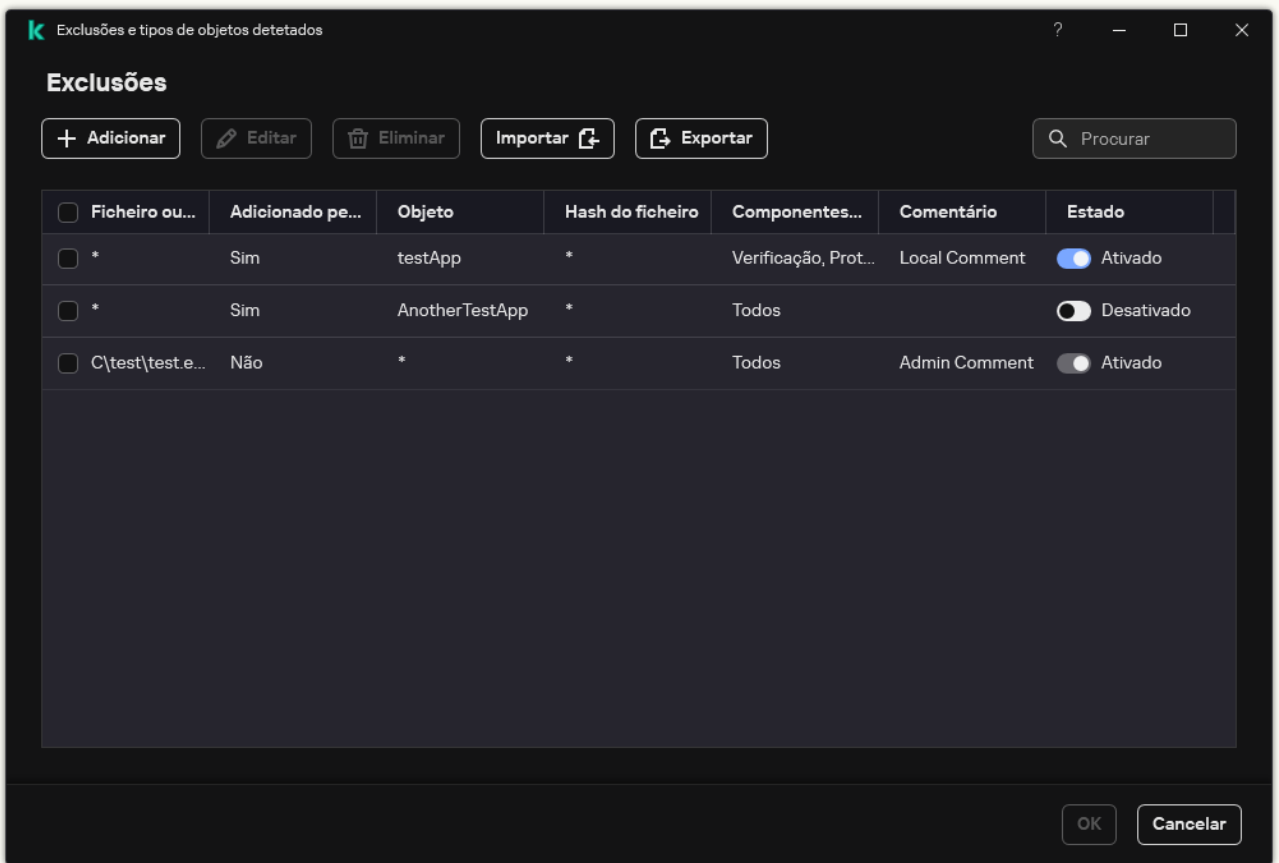 Exclusões e tipos de objetos detetados
?
Exclusões
Adicionar Editar Eliminar Importar Exportar Procurar
Ficheiro ou... Adicionado pe... Objeto Hash do ficheiro Componentes... Comentário Estado
* Sim testApp * Verificação, Prot... Local Comment Ativado
* Sim AnotherTestApp * Todos Desativado
C\test\test.e... Não * * Todos Admin Comment Ativado
OK Cancelar